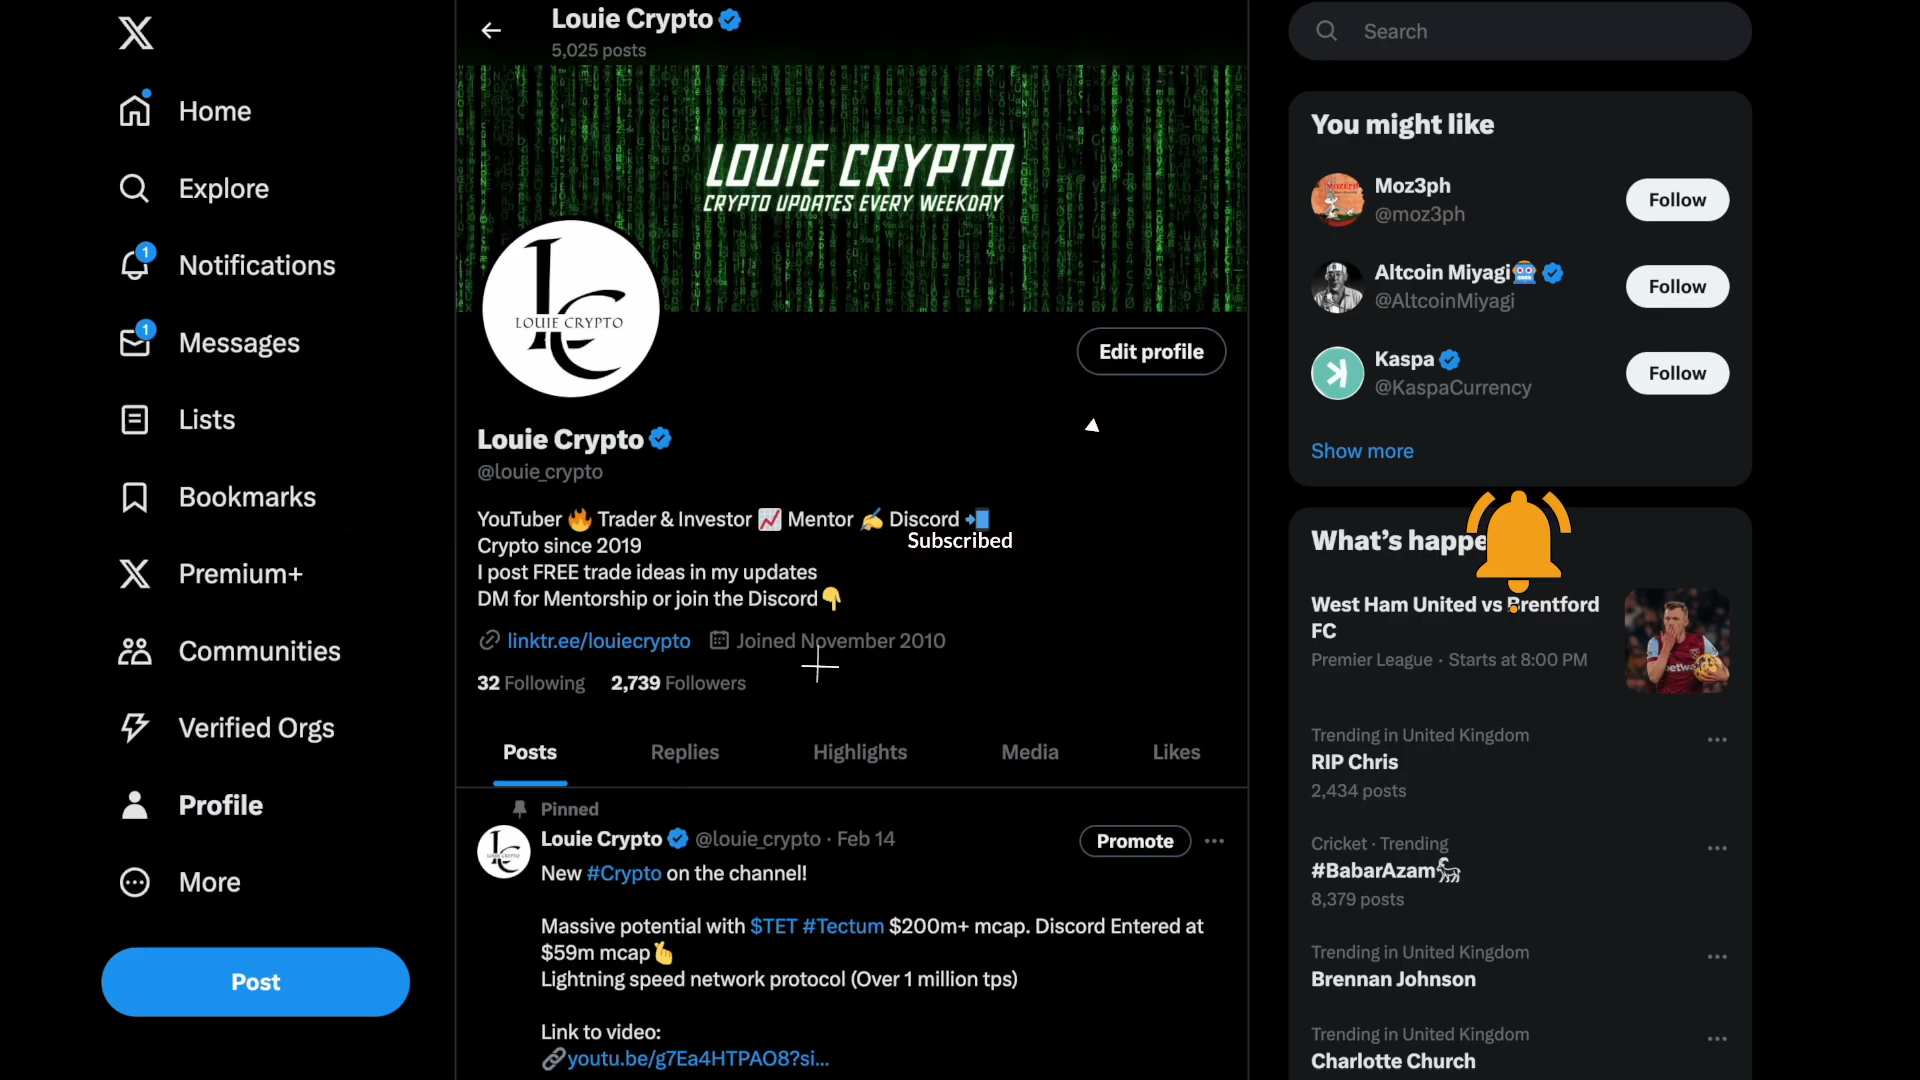 Home
Explore
1
Notifications
1
Messages
Lists
Bookmarks
Premium+
Communities
Verified Orgs
Profile
More
Post
Louie Crypto
5,025 posts
LOUIE CRYPTO
CRYPTO UPDATES EVERY WEEKDAY
LOUIE CRYPTO
Edit profile
Louie Crypto
@louie_crypto
YouTuber 🔥 Trader & Investor 📈 Mentor ✍️ Discord 📲
Subscribed
Crypto since 2019
I post FREE trade ideas in my updates
DM for Mentorship or join the Discord👇
linktr.ee/louiecrypto Joined November 2010
32 Following 2,739 Followers
Posts Replies Highlights Media Likes
Pinned
Louie Crypto @louie_crypto · Feb 14
Promote
New #Crypto on the channel!
Massive potential with $TET #Tectum $200m+ mcap. Discord Entered at
$59m mcap🫰
Lightning speed network protocol (Over 1 million tps)
Link to video:
🔗youtu.be/g7Ea4HTPAO8?si...
Search
You might like
Moz3ph
@moz3ph
Follow
Altcoin Miyagi🤖
@AltcoinMiyagi
Follow
Kaspa
@KaspaCurrency
Follow
Show more
What's happe
West Ham United vs Brentford
FC
Premier League · Starts at 8:00 PM
Trending in United Kingdom
RIP Chris
2,434 posts
Cricket · Trending
#BabarAzam🐐
8,379 posts
Trending in United Kingdom
Brennan Johnson
Trending in United Kingdom
Charlotte Church